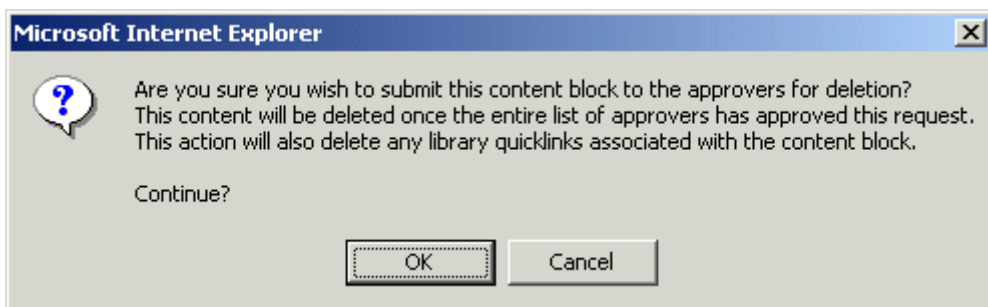 Microsoft Internet Explorer
Are you sure you wish to submit this content block to the approvers for deletion?
This content will be deleted once the entire list of approvers has approved this request.
This action will also delete any library quicklinks associated with the content block.
Continue?
OK
Cancel